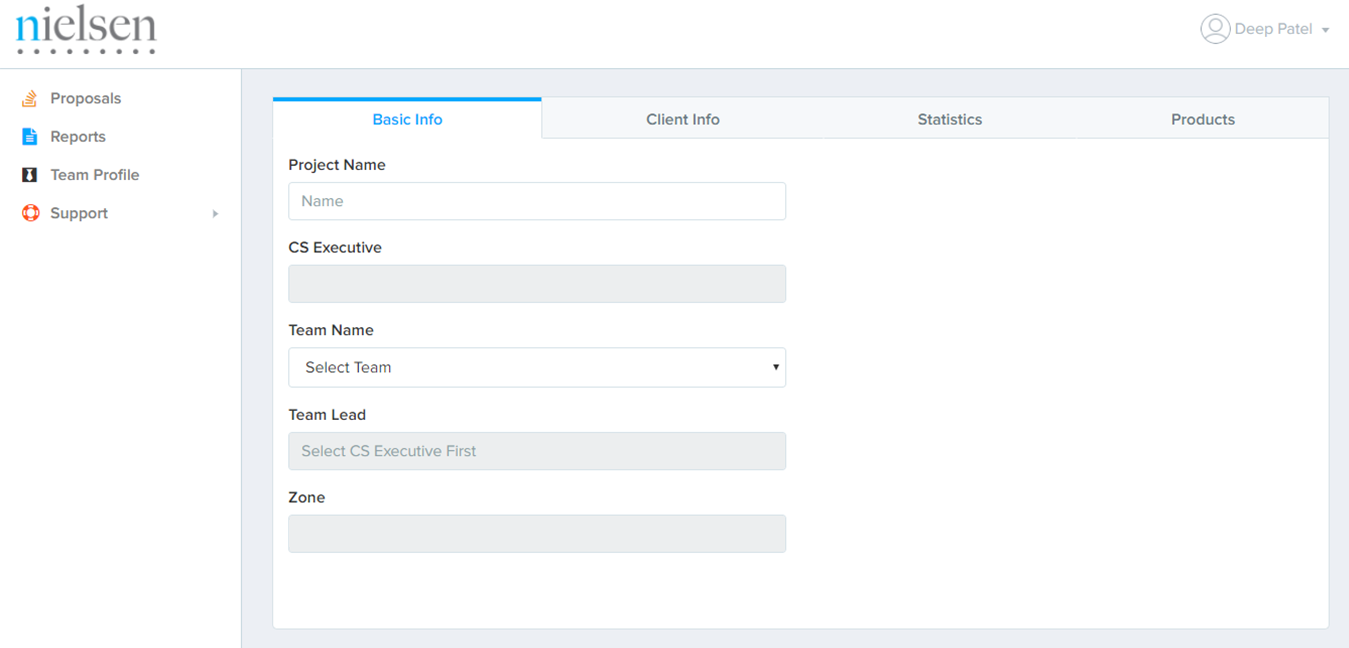 nielsen
Deep Patel
Proposals
Reports
Team Profile
Support
Basic Info
Client Info
Statistics
Products
Project Name
Name
CS Executive
Team Name
Select Team
Team Lead
Select CS Executive First
Zone